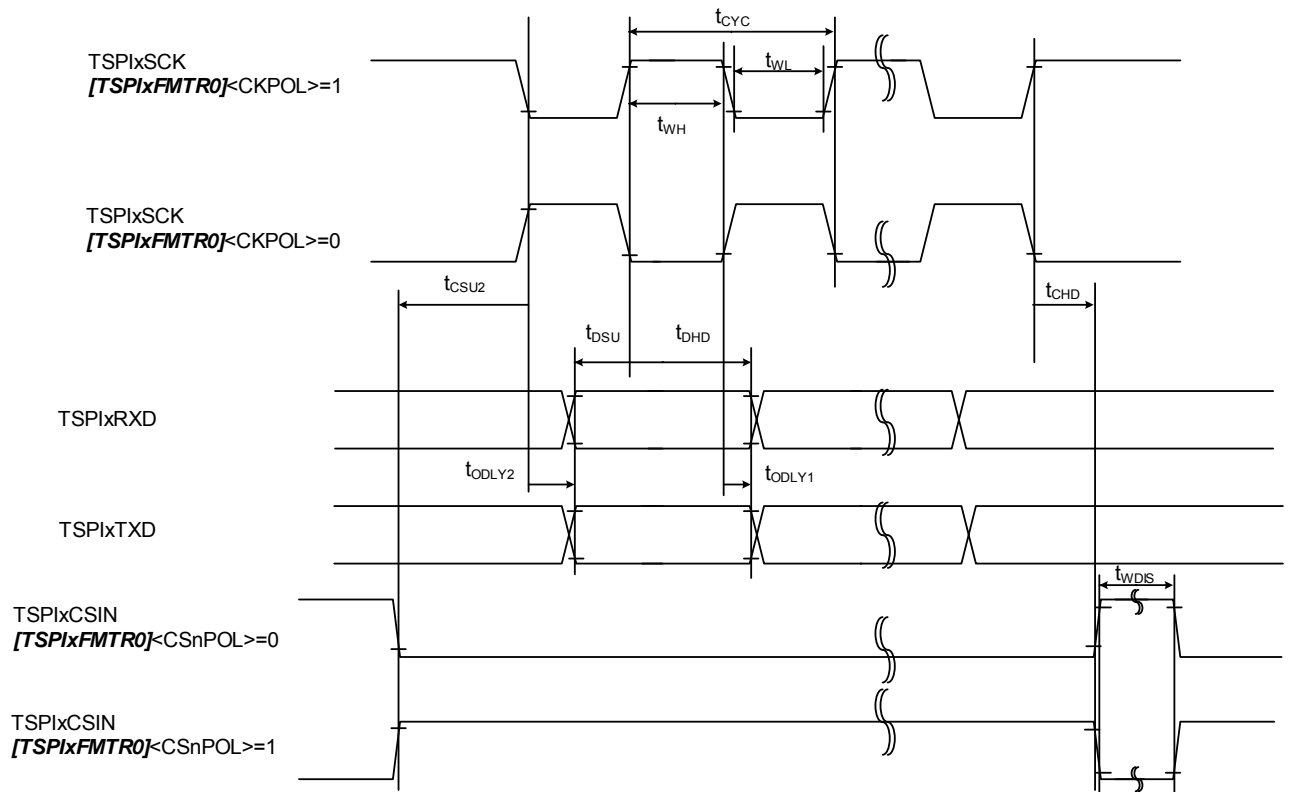 tCYC
TSPIxSCK
[TSPIxFMTR0]<CKPOL>=1
tWL
tWH
TSPIxSCK
[TSPIxFMTR0]<CKPOL>=0
tCSU2
tCHD
tDSU
tDHD
TSPIxRXD
tODLY2
tODLY1
TSPIxTXD
tWDIS
TSPIxCSIN
[TSPIxFMTR0]<CSnPOL>=0
TSPIxCSIN
[TSPIxFMTR0]<CSnPOL>=1